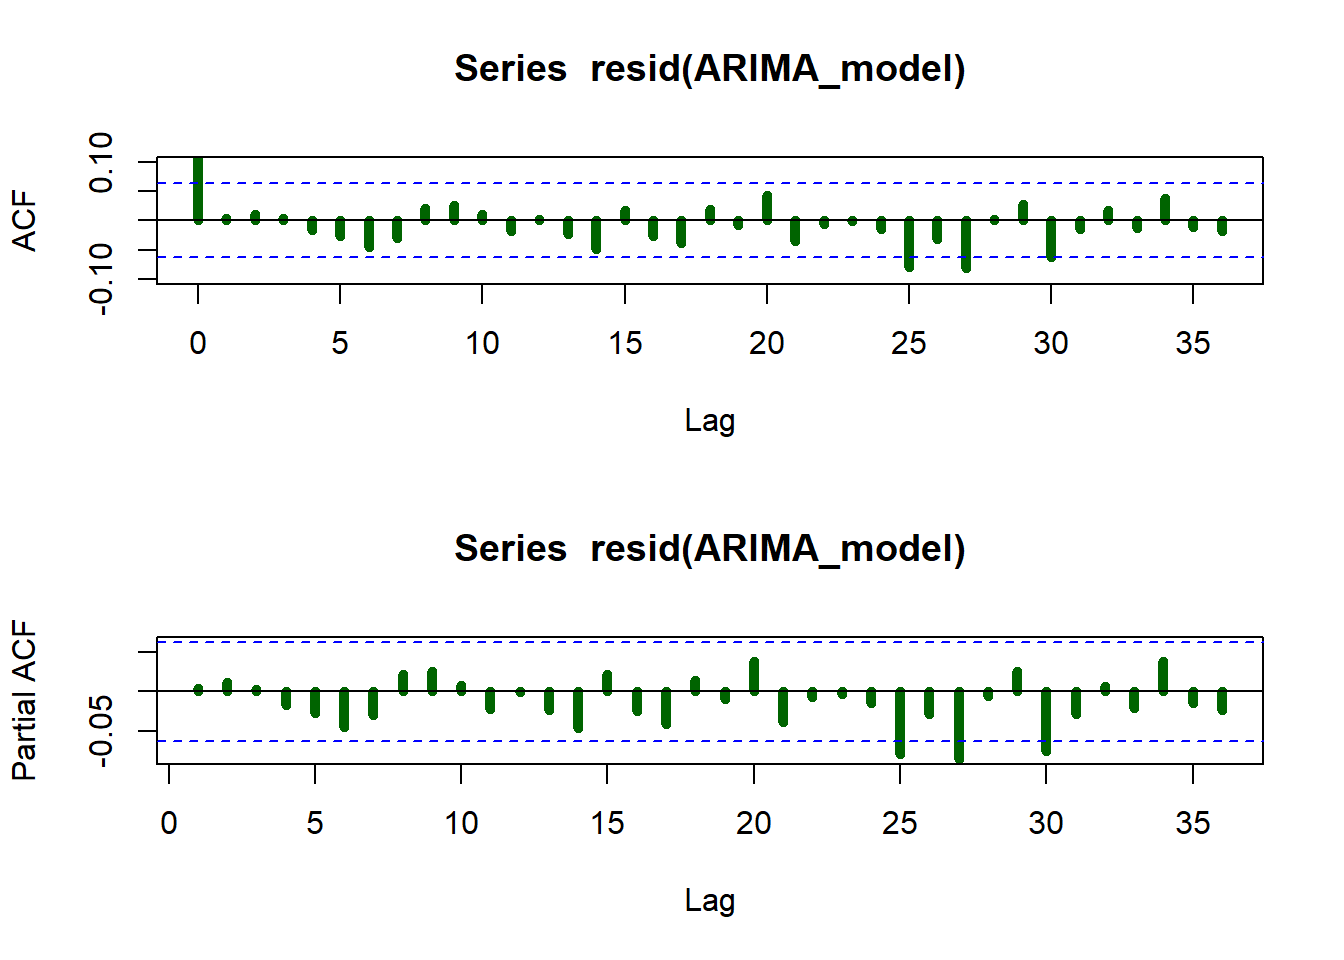 Series  resid(ARIMA_model)
ACF
0.10
-0.10
0 5 10 15 20 25 30 35
Lag
Series  resid(ARIMA_model)
Partial ACF
-0.05
0 5 10 15 20 25 30 35
Lag